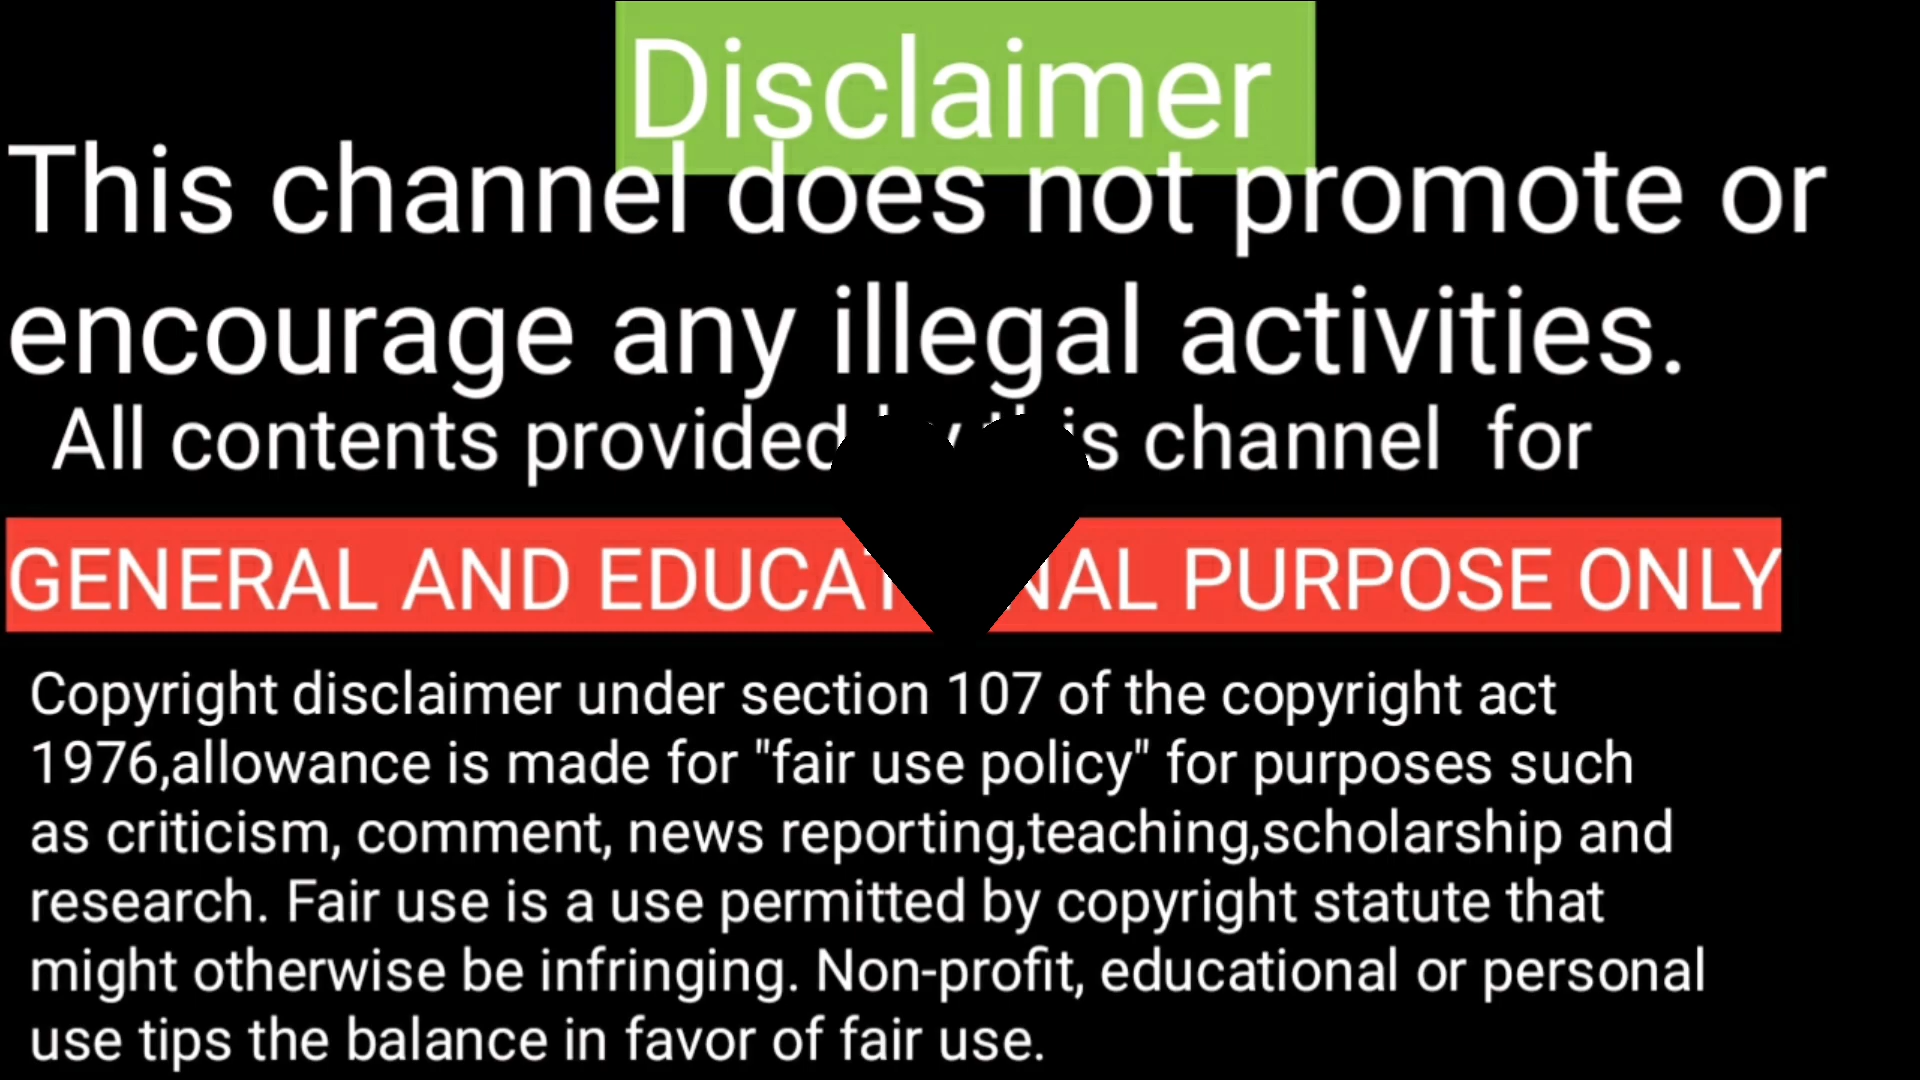 Disclaimer
This channel does not promote or
encourage any illegal activities.
All contents provided channel for
GENERAL AND PURPOSE ONLY
Copyright disclaimer under section 107 of the copyright act
1976,allowance is made for "fair use policy" for purposes such
as criticism, comment, news reporting,teaching,scholarship and
research. Fair use is a use permitted by copyright statute that
might otherwise be infringing. Non-profit, educational or personal
use tips the balance in favor of fair use.